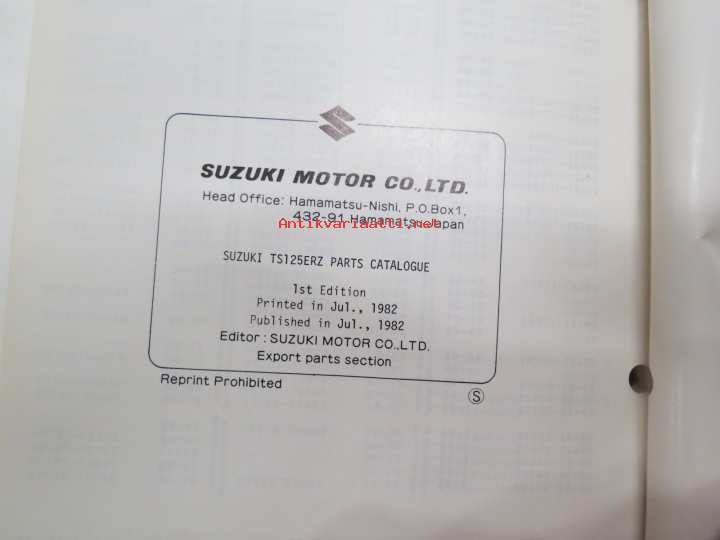 SUZUKI MOTOR CO.,LTD.
Head Office: Hamamatsu-Nishi, P.O.Box1,
432-91 Hamamatsu Japan
Antikvariaatti.net
SUZUKI TS125ERZ PARTS CATALOGUE
1st Edition
Printed in Jul., 1982
Published in Jul., 1982
Editor : SUZUKI MOTOR CO.,LTD.
Export parts section
Reprint Prohibited
Ⓢ